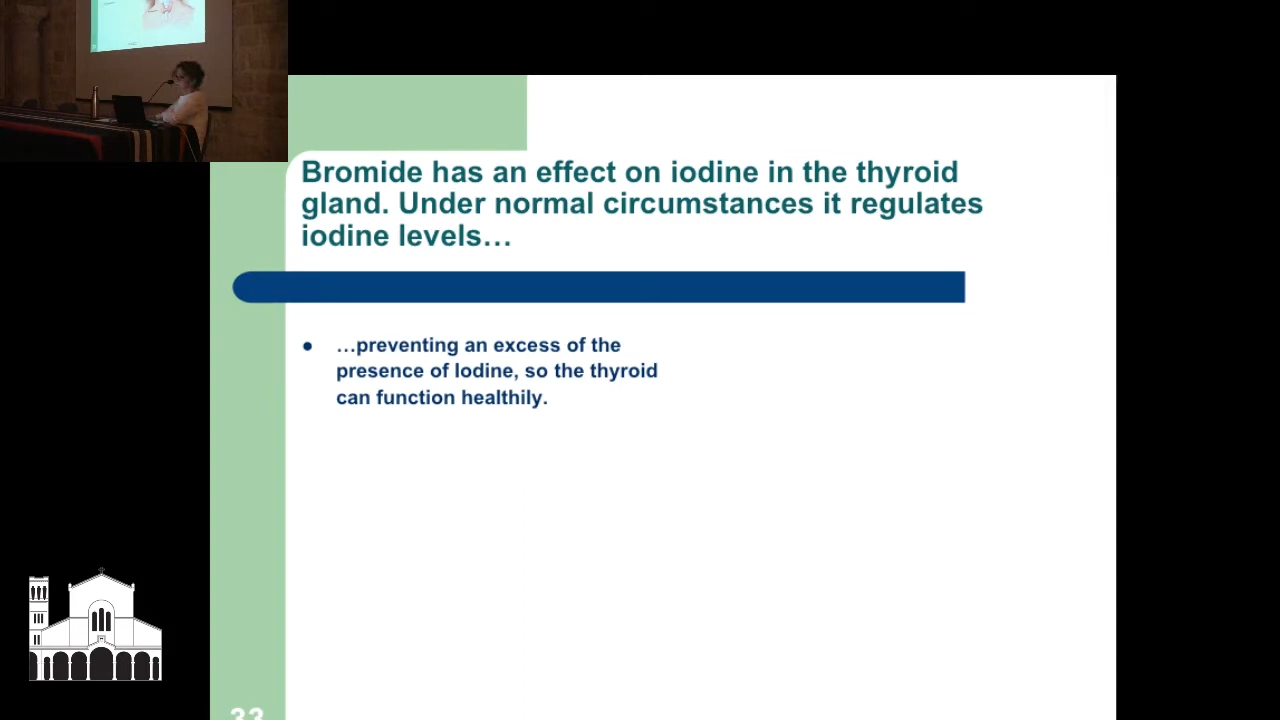 Bromide has an effect on iodine in the thyroid
gland. Under normal circumstances it regulates
iodine levels…
● …preventing an excess of the
presence of Iodine, so the thyroid
can function healthily.
33